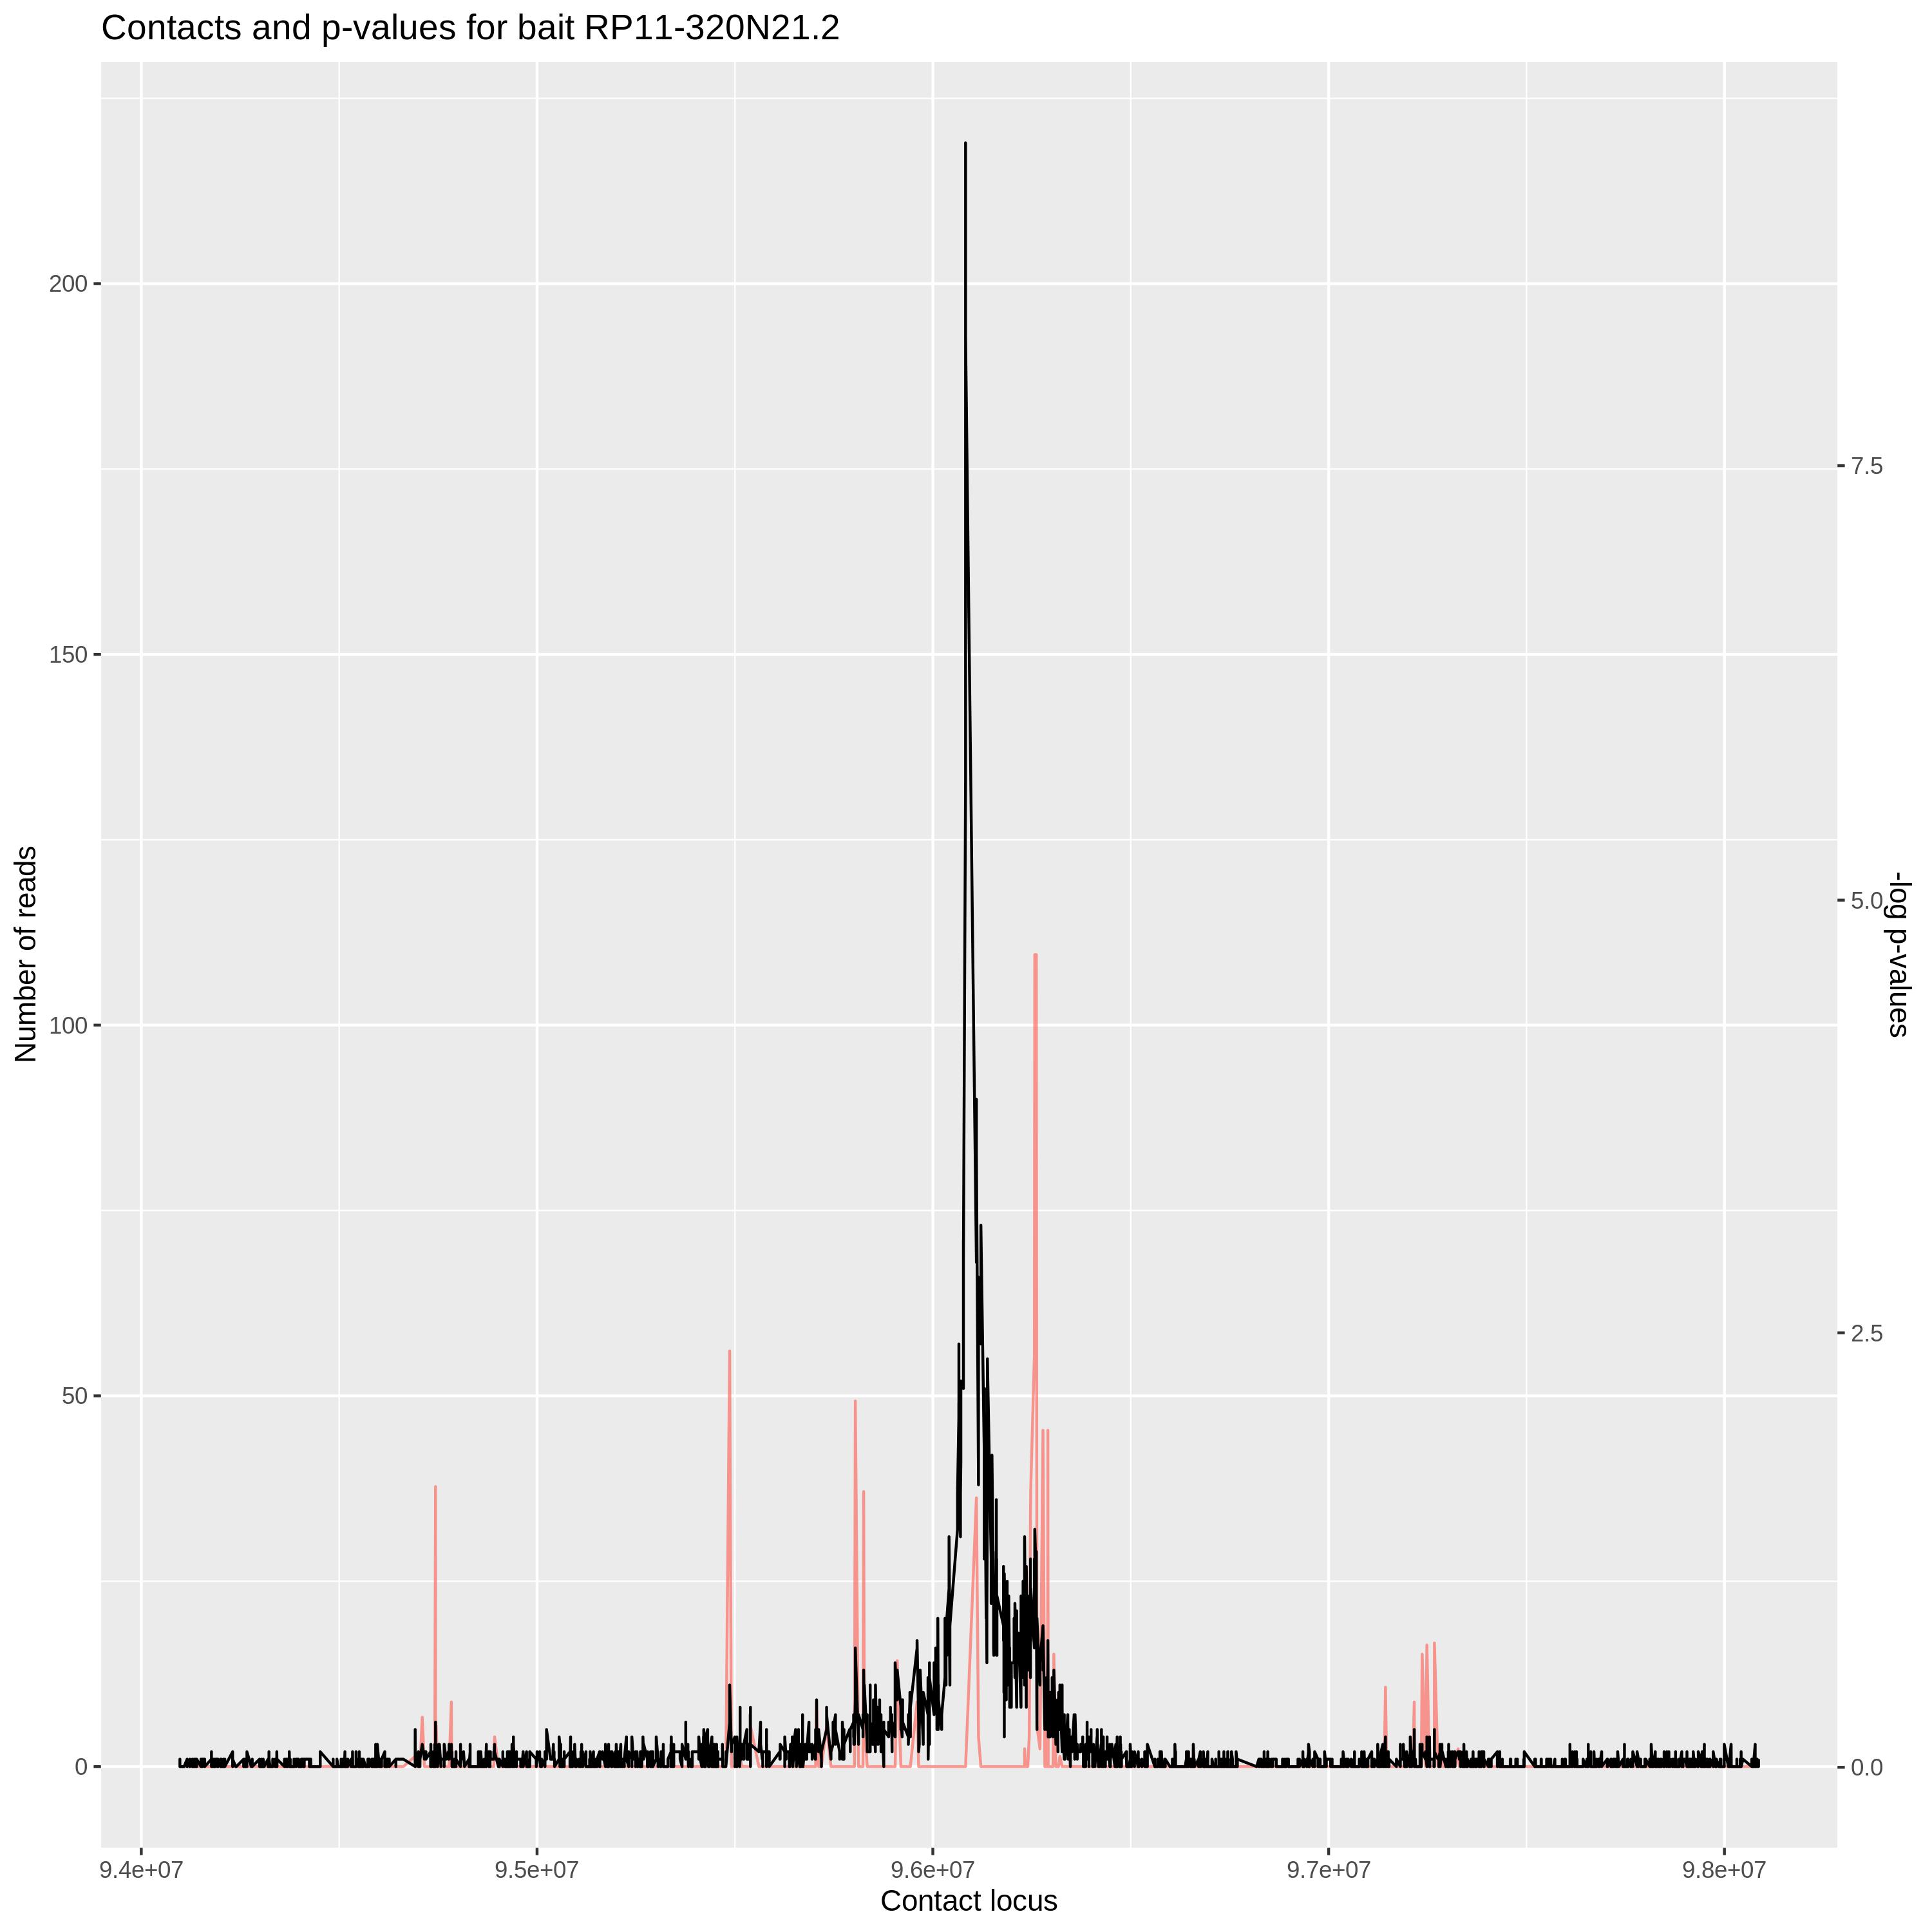 Contacts and p-values for bait RP11-320N21.2
Number of reads
200
150
100
50
0
7.5
5.0
2.5
0.0
-log p-values
9.4e+07
9.5e+07
9.6e+07
9.7e+07
9.8e+07
Contact locus